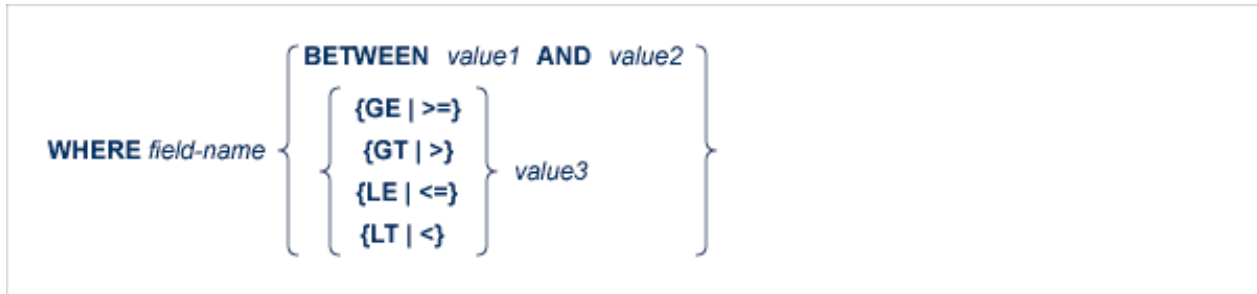 BETWEEN value1 AND value2
{GE | >=}
{GT | >}
WHERE field-name
value3
{LE | <=}
{LT | <}